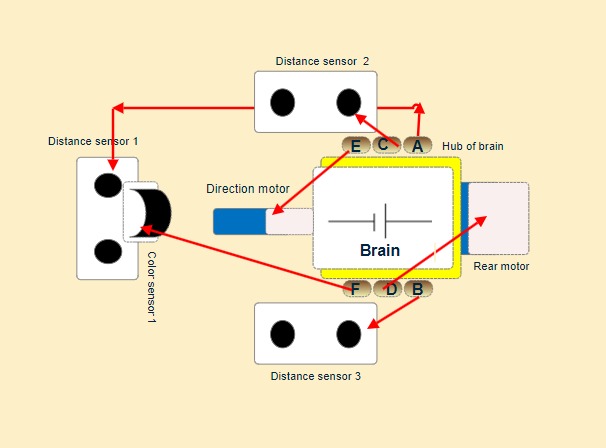 Distance sensor 2
Distance sensor 1
E C A
Hub of brain
Direction motor
Brain
Color sensor 1
Rear motor
F D B
Distance sensor 3